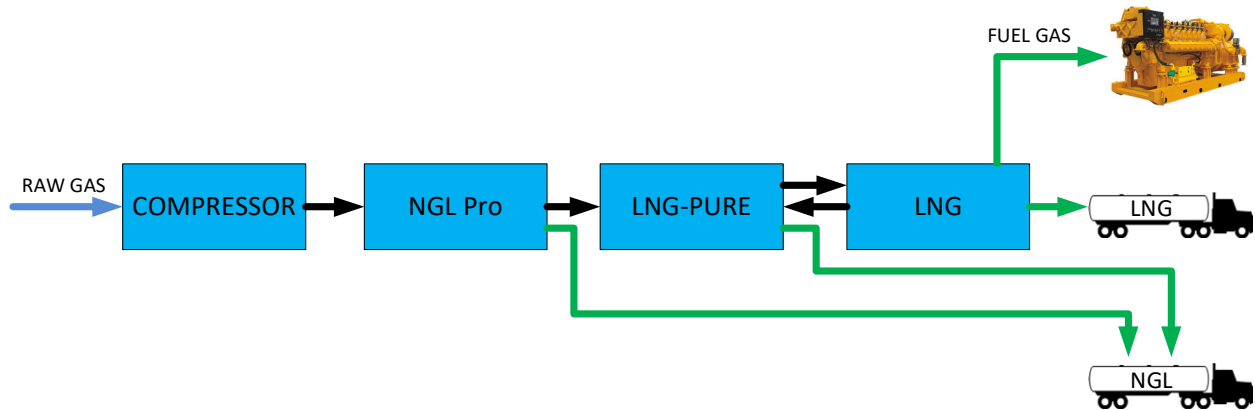 FUEL GAS
RAW GAS
COMPRESSOR
NGL Pro
LNG-PURE
LNG
LNG
NGL